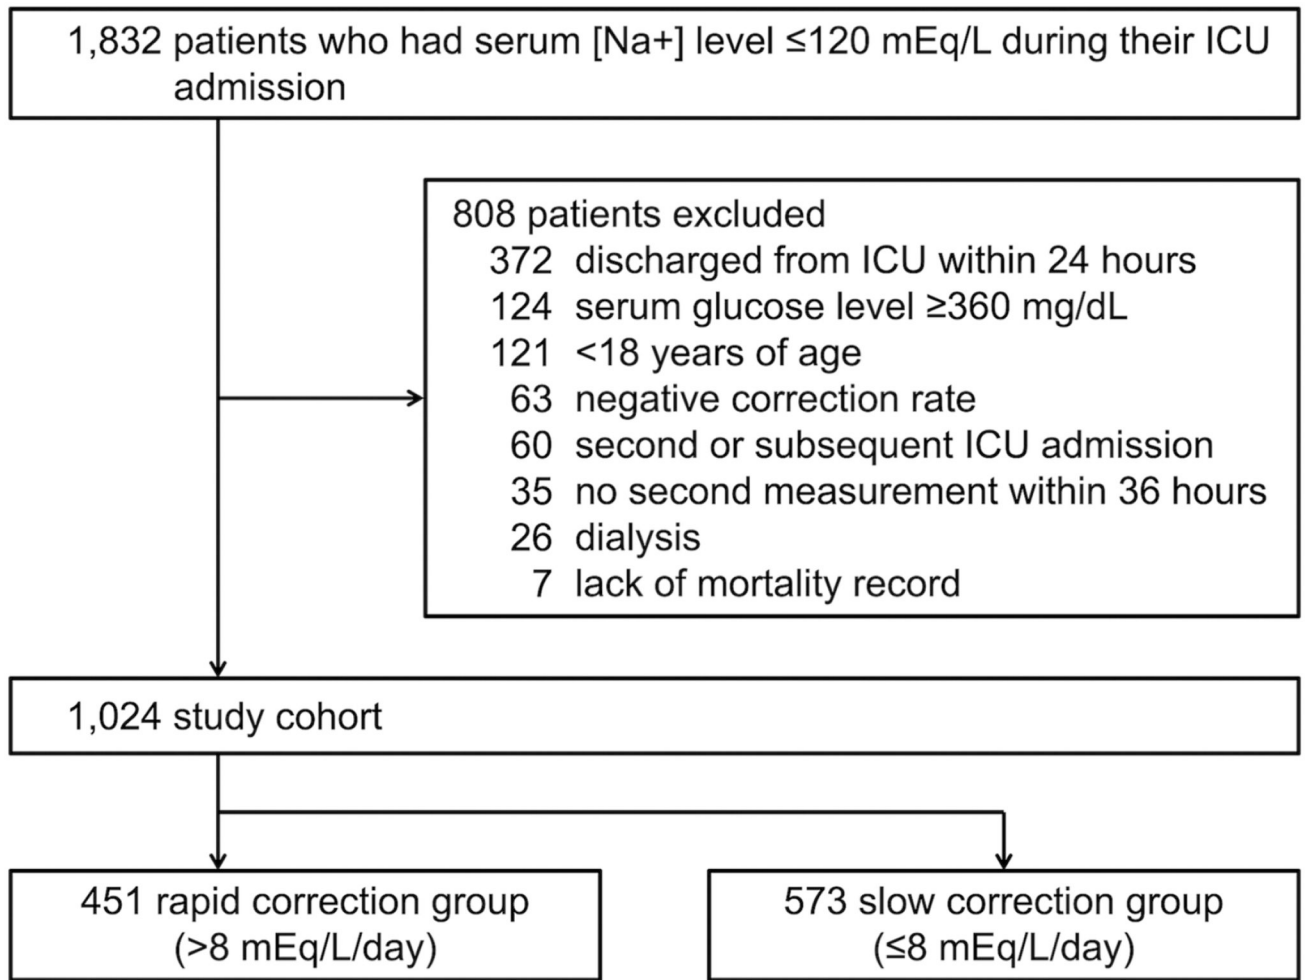 1,832 patients who had serum [Na+] level ≤120 mEq/L during their ICU
admission
808 patients excluded
372 discharged from ICU within 24 hours
124 serum glucose level ≥360 mg/dL
121 <18 years of age
63 negative correction rate
60 second or subsequent ICU admission
35 no second measurement within 36 hours
26 dialysis
7 lack of mortality record
1,024 study cohort
451 rapid correction group
(>8 mEq/L/day)
573 slow correction group
(≤8 mEq/L/day)